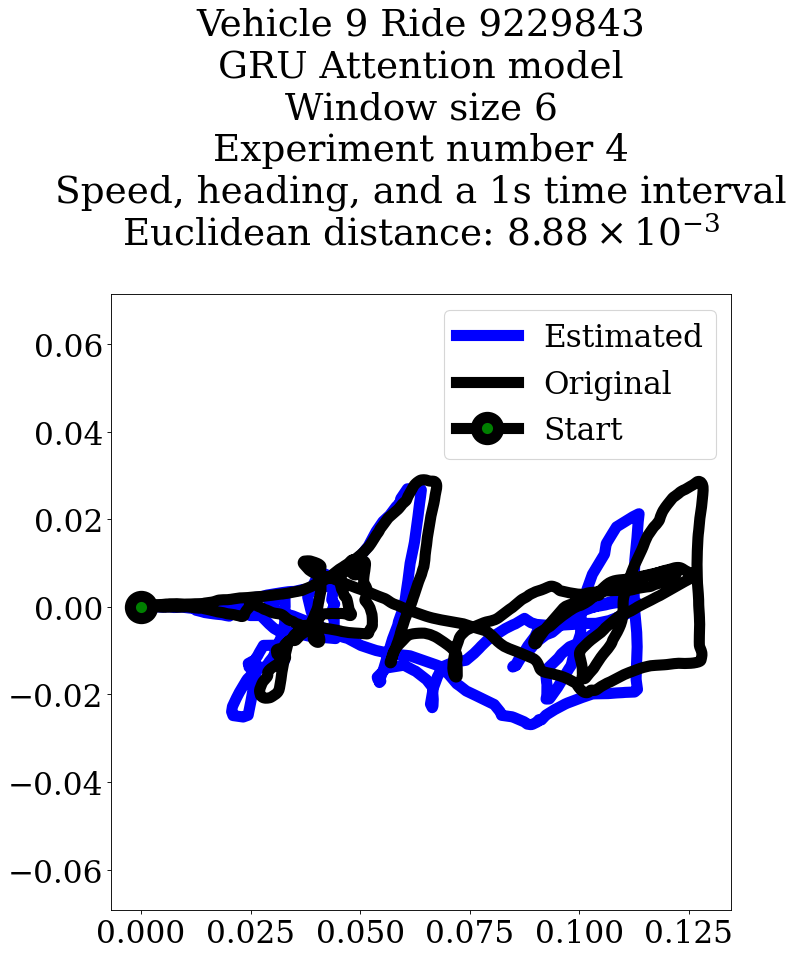 Vehicle 9 Ride 9229843
GRU Attention model
Window size 6
Experiment number 4
Speed, heading, and a 1s time interval
Euclidean distance: 8.88 × 10⁻³
Estimated
Original
Start
0.06
0.04
0.02
0.00
−0.02
−0.04
−0.06
0.000 0.025 0.050 0.075 0.100 0.125